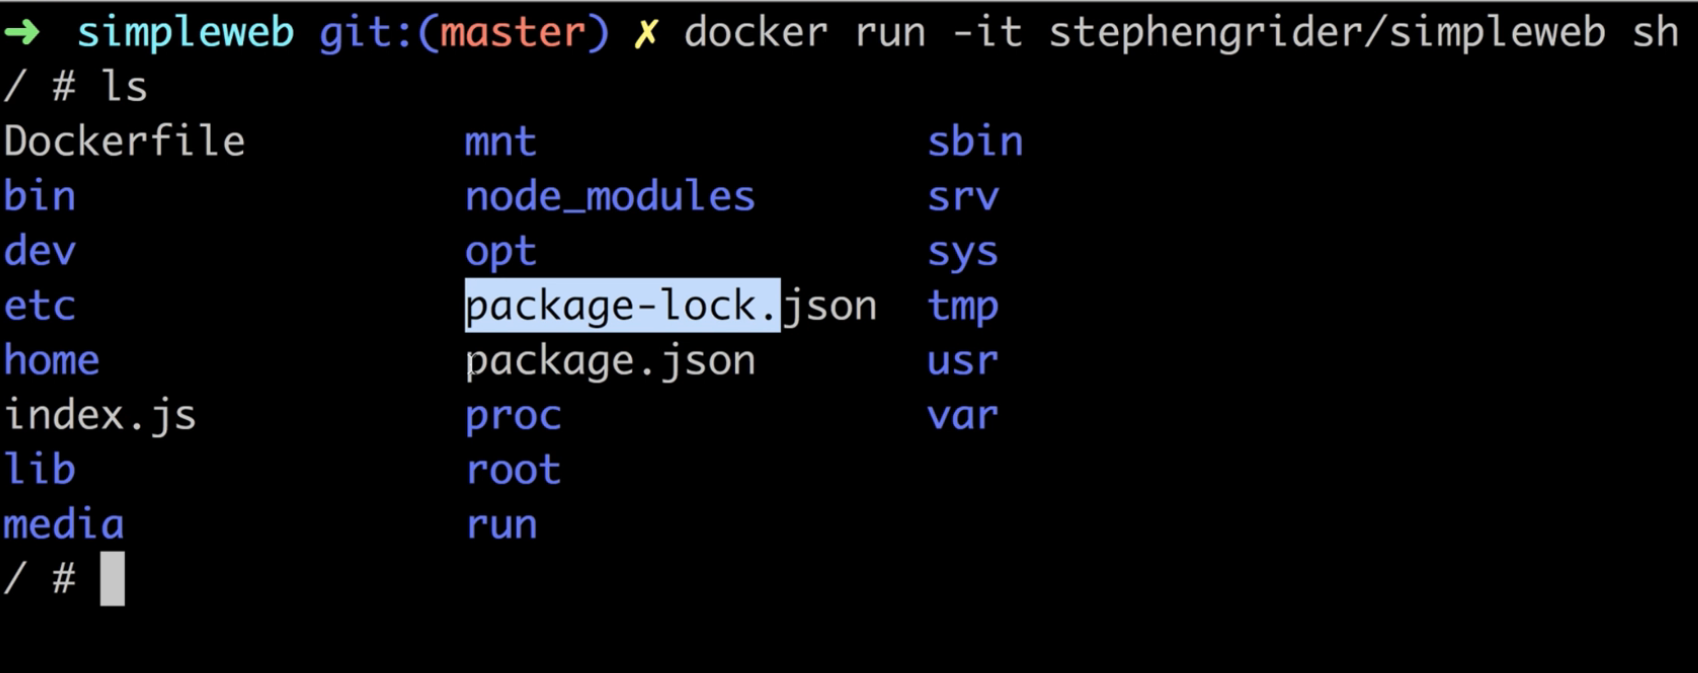 ➜ simpleweb git:(master) ✗ docker run -it stephengrider/simpleweb sh
/ # ls
Dockerfile mnt sbin
bin node_modules srv
dev opt sys
etc package-lock.json tmp
home package.json usr
index.js proc var
lib root
media run
/ #